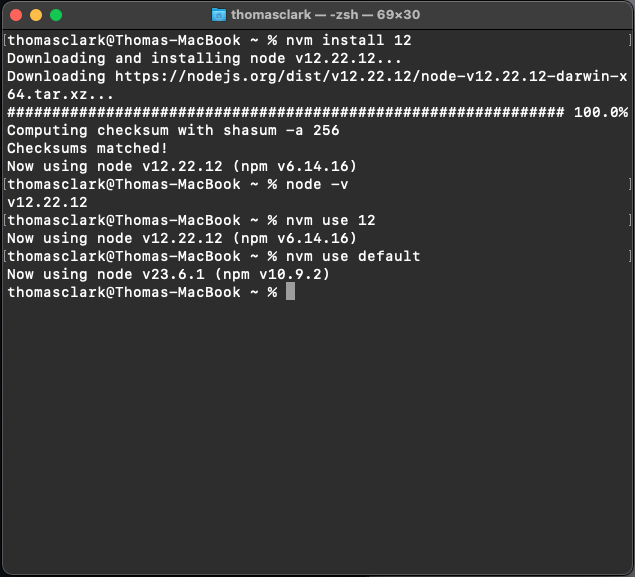 thomasclark — -zsh — 69×30
[thomasclark@Thomas-MacBook ~ % nvm install 12 ]
Downloading and installing node v12.22.12...
Downloading https://nodejs.org/dist/v12.22.12/node-v12.22.12-darwin-x
64.tar.xz...
############################################################## 100.0%
Computing checksum with shasum -a 256
Checksums matched!
Now using node v12.22.12 (npm v6.14.16)
[thomasclark@Thomas-MacBook ~ % node -v ]
v12.22.12
[thomasclark@Thomas-MacBook ~ % nvm use 12 ]
Now using node v12.22.12 (npm v6.14.16)
[thomasclark@Thomas-MacBook ~ % nvm use default ]
Now using node v23.6.1 (npm v10.9.2)
thomasclark@Thomas-MacBook ~ %